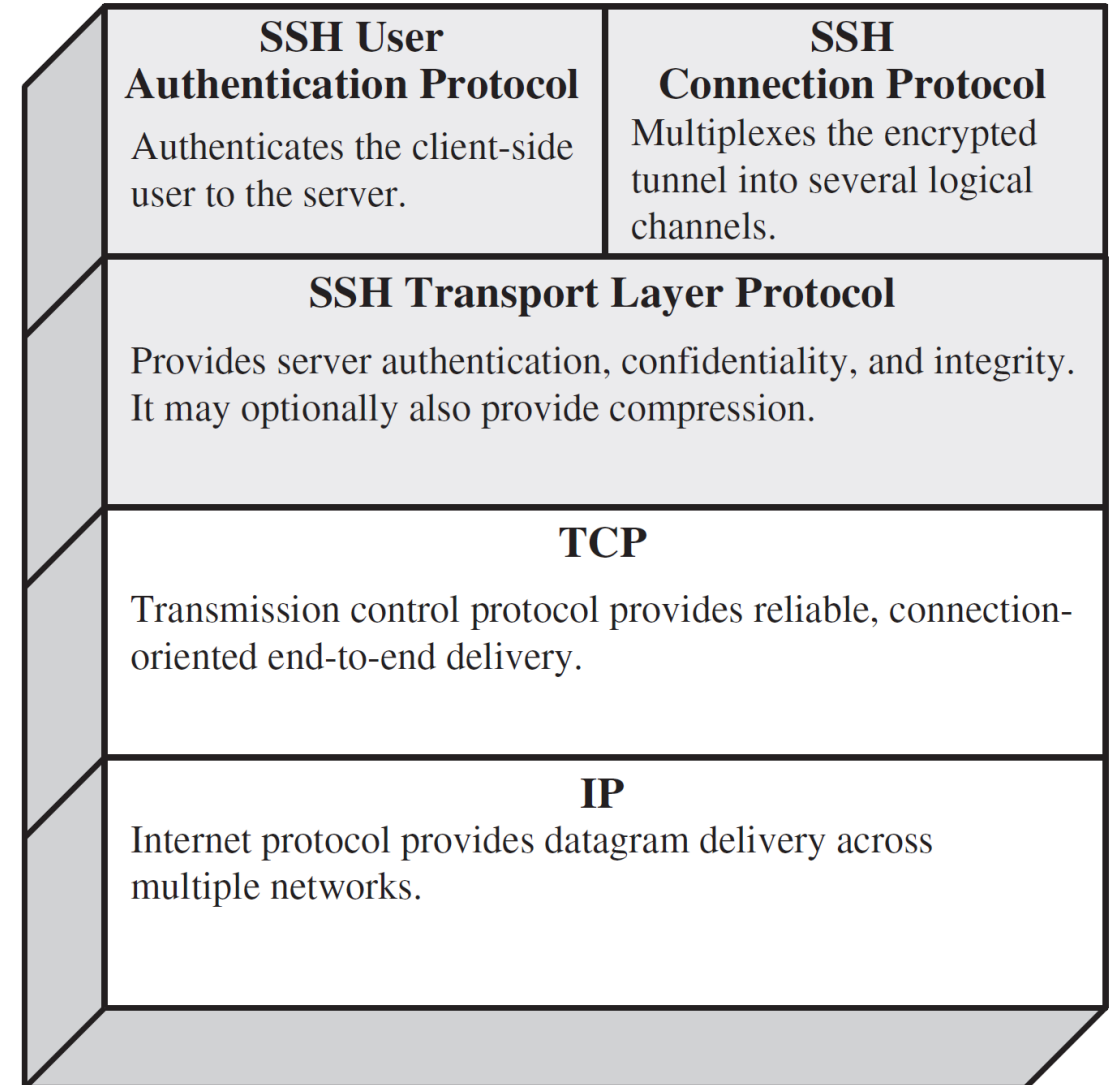 SSH User
Authentication Protocol
Authenticates the client-side
user to the server.
SSH
Connection Protocol
Multiplexes the encrypted
tunnel into several logical
channels.
SSH Transport Layer Protocol
Provides server authentication, confidentiality, and integrity.
It may optionally also provide compression.
TCP
Transmission control protocol provides reliable, connection-
oriented end-to-end delivery.
IP
Internet protocol provides datagram delivery across
multiple networks.